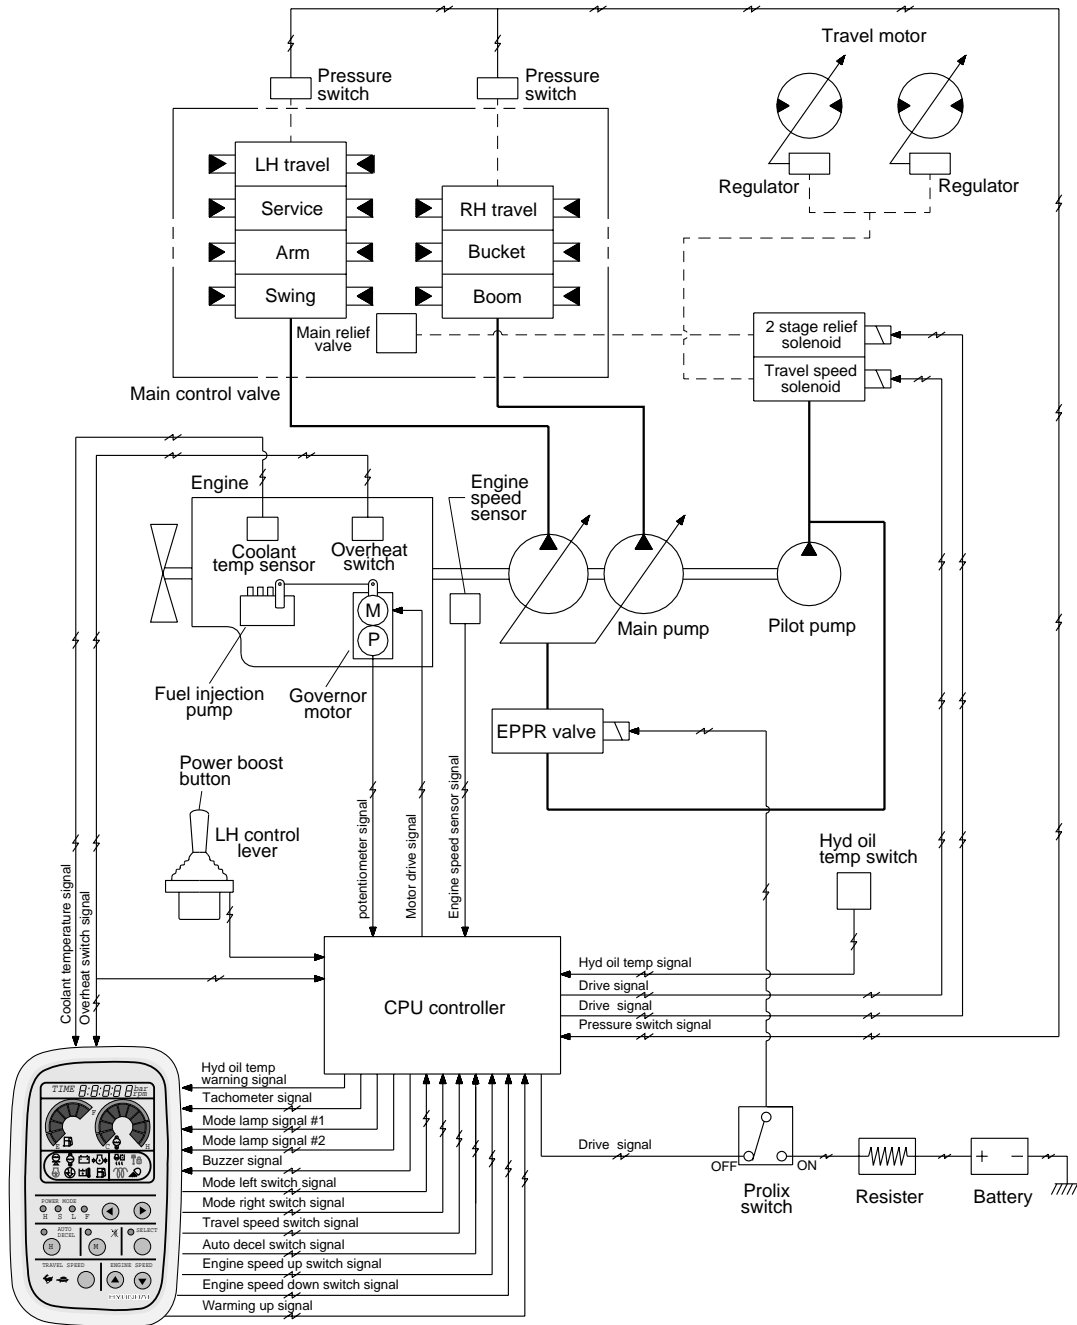 Travel motor
Pressure
switch
Pressure
switch
LH travel
Service
Arm
Swing
RH travel
Bucket
Boom
Regulator
Regulator
Main relief
valve
2 stage relief
solenoid
Travel speed
solenoid
Main control valve
Engine
Engine
speed
sensor
Coolant
temp sensor
Overheat
switch
M
P
Main pump
Pilot pump
Fuel injection
pump
Governor
motor
EPPR valve
Power boost
button
LH control
lever
Hyd oil
temp switch
Coolant temperature signal
Overheat switch signal
potentiometer signal
Motor drive signal
Engine speed sensor signal
CPU controller
Hyd oil temp signal
Drive signal
Drive signal
Pressure switch signal
Hyd oil temp
warning signal
Tachometer signal
Mode lamp signal #1
Mode lamp signal #2
Buzzer signal
Mode left switch signal
Mode right switch signal
Travel speed switch signal
Auto decel switch signal
Engine speed up switch signal
Engine speed down switch signal
Warming up signal
Drive signal
OFF
ON
Prolix
switch
Resister
+ −
Battery
TIME 8:8:8:8:8 bar
rpm
F
E
C
H
POWER MODE
H S L F
AUTO
DECEL
SELECT
H
M
TRAVEL SPEED
ENGINE SPEED
HYUNDAI